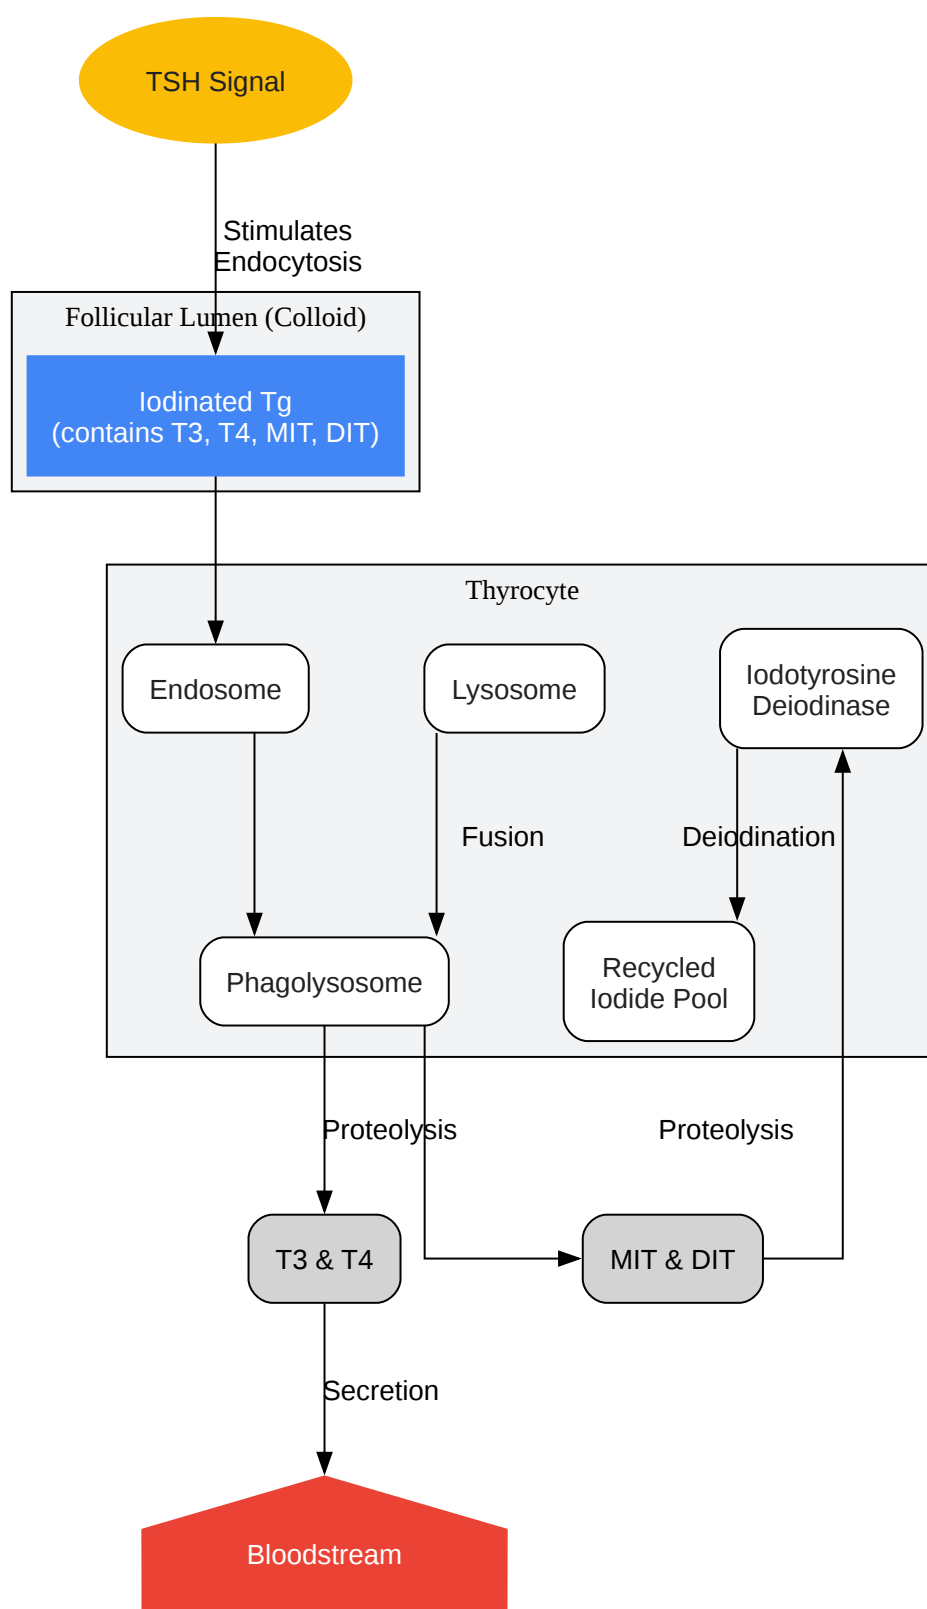 TSH Signal
Stimulates
Endocytosis
Follicular Lumen (Colloid)
Iodinated Tg
(contains T3, T4, MIT, DIT)
Thyrocyte
Endosome
Lysosome
Iodotyrosine
Deiodinase
Fusion
Deiodination
Phagolysosome
Recycled
Iodide Pool
Proteolysis
Proteolysis
T3 & T4
MIT & DIT
Secretion
Bloodstream